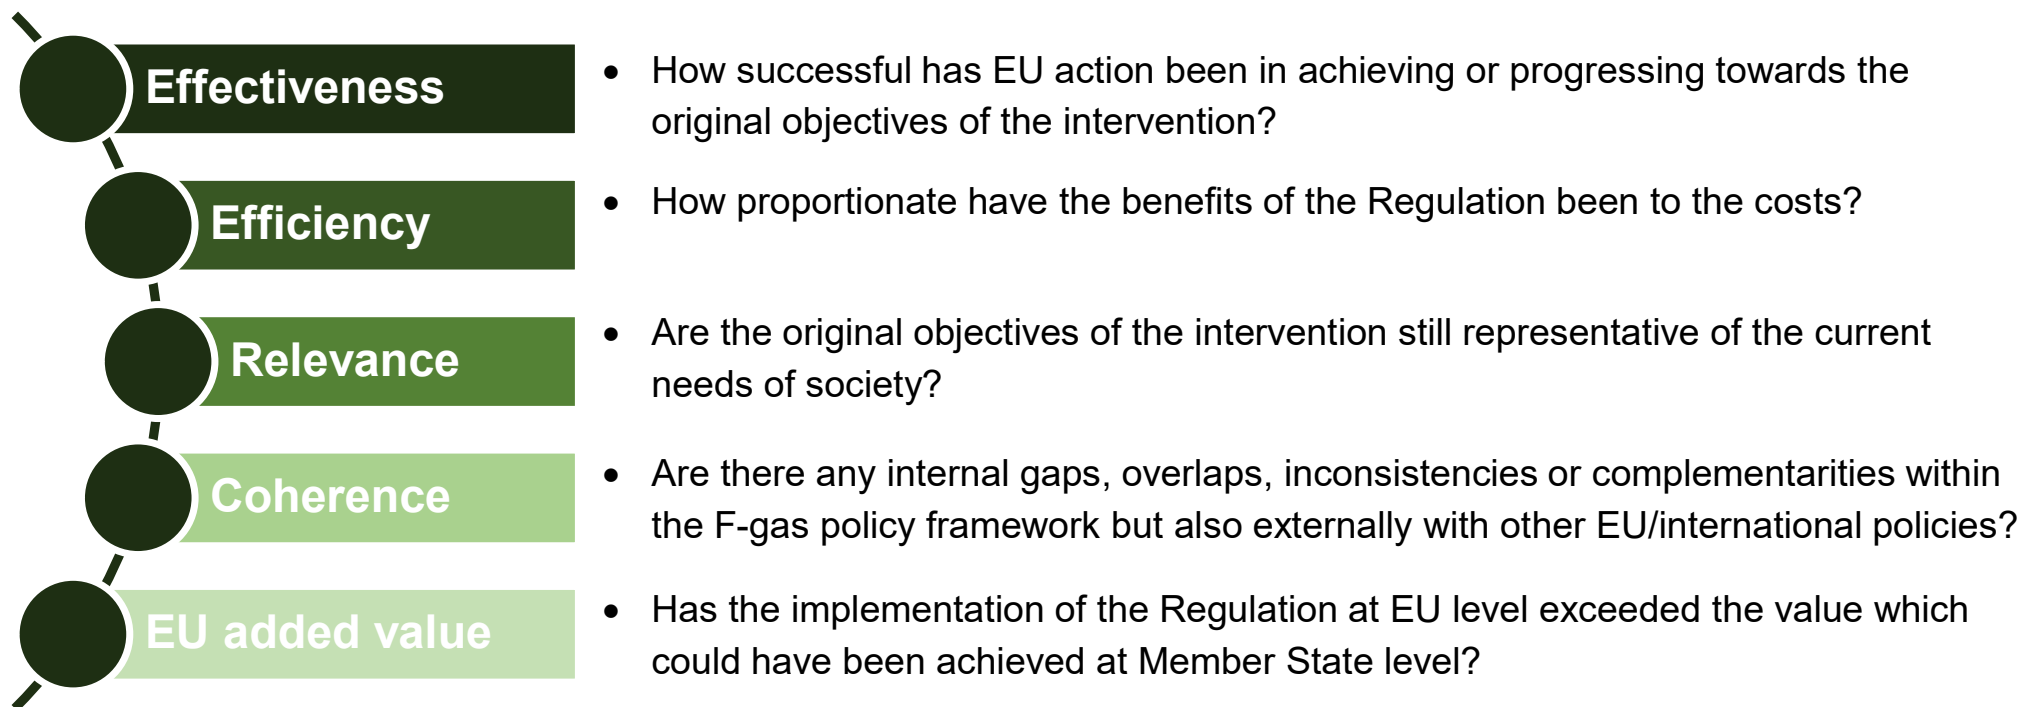 Effectiveness
• How successful has EU action been in achieving or progressing towards the
original objectives of the intervention?
Efficiency
• How proportionate have the benefits of the Regulation been to the costs?
Relevance
• Are the original objectives of the intervention still representative of the current
needs of society?
Coherence
• Are there any internal gaps, overlaps, inconsistencies or complementarities within
the F-gas policy framework but also externally with other EU/international policies?
EU added value
• Has the implementation of the Regulation at EU level exceeded the value which
could have been achieved at Member State level?